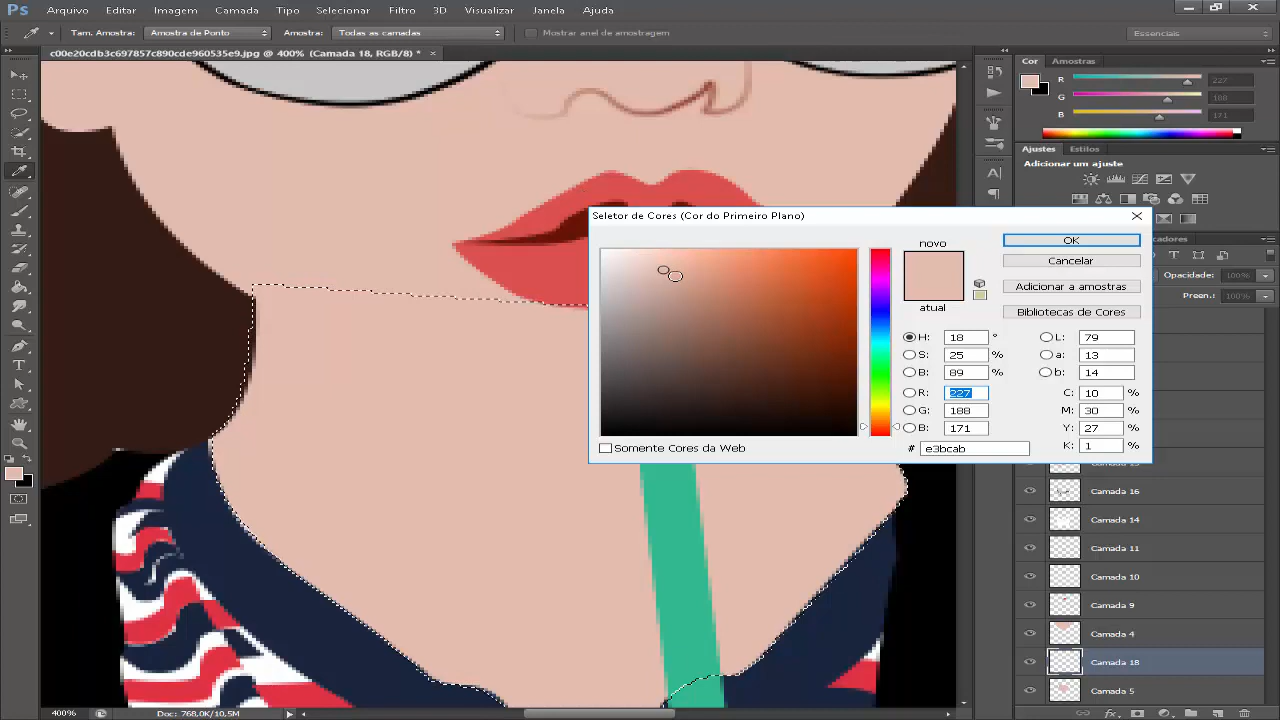 Ps Arquivo Editar Imagem Camada Tipo Selecionar Filtro 3D Visualizar Janela Ajuda
Tam. Amostra: Amostra de Ponto Amostra: Todas as camadas Mostrar anel de amostragem Essenciais
c00e20cdb3c697857c890cde960535e9.jpg @ 400% (Camada 18, RGB/8) * ×
Cor Amostras
R 227
G 188
B 171
Ajustes Estilos
Adicionar um ajuste
Seletor de Cores (Cor do Primeiro Plano)
novo
atual
OK
Cancelar
Adicionar a amostras
Bibliotecas de Cores
H: 18 ° L: 79
S: 25 % a: 13
B: 89 % b: 14
R: 227 C: 10 %
G: 188 M: 30 %
B: 171 Y: 27 %
# e3bcab K: 1 %
Somente Cores da Web
Opacidade: 100%
Preen.: 100%
Camada 16
Camada 14
Camada 11
Camada 10
Camada 9
Camada 4
Camada 18
Camada 5
400% Doc: 768,0K/10,5M